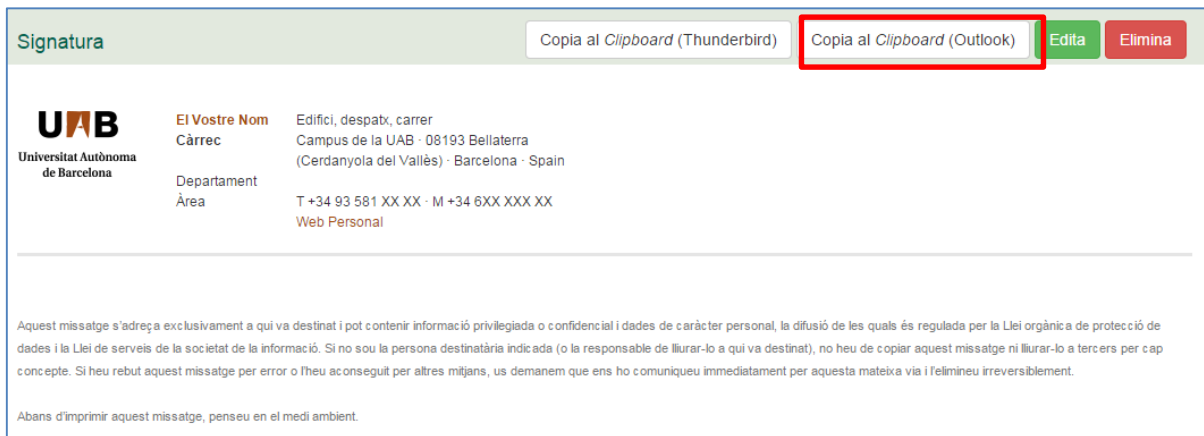 Signatura
Copia al Clipboard (Thunderbird)
Copia al Clipboard (Outlook)
Edita
Elimina
UAB
Universitat Autònoma
de Barcelona
El Vostre Nom
Càrrec
Departament
Àrea
Edifici, despatx, carrer
Campus de la UAB · 08193 Bellaterra
(Cerdanyola del Vallès) · Barcelona · Spain
T +34 93 581 XX XX · M +34 6XX XXX XX
Web Personal
Aquest missatge s'adreça exclusivament a qui va destinat i pot contenir informació privilegiada o confidencial i dades de caràcter personal, la difusió de les quals és regulada per la Llei orgànica de protecció de
dades i la Llei de serveis de la societat de la informació. Si no sou la persona destinatària indicada (o la responsable de lliurar-lo a qui va destinat), no heu de copiar aquest missatge ni lliurar-lo a tercers per cap
concepte. Si heu rebut aquest missatge per error o l'heu aconseguit per altres mitjans, us demanem que ens ho comuniqueu immediatament per aquesta mateixa via i l'elimineu irreversiblement.
Abans d'imprimir aquest missatge, penseu en el medi ambient.